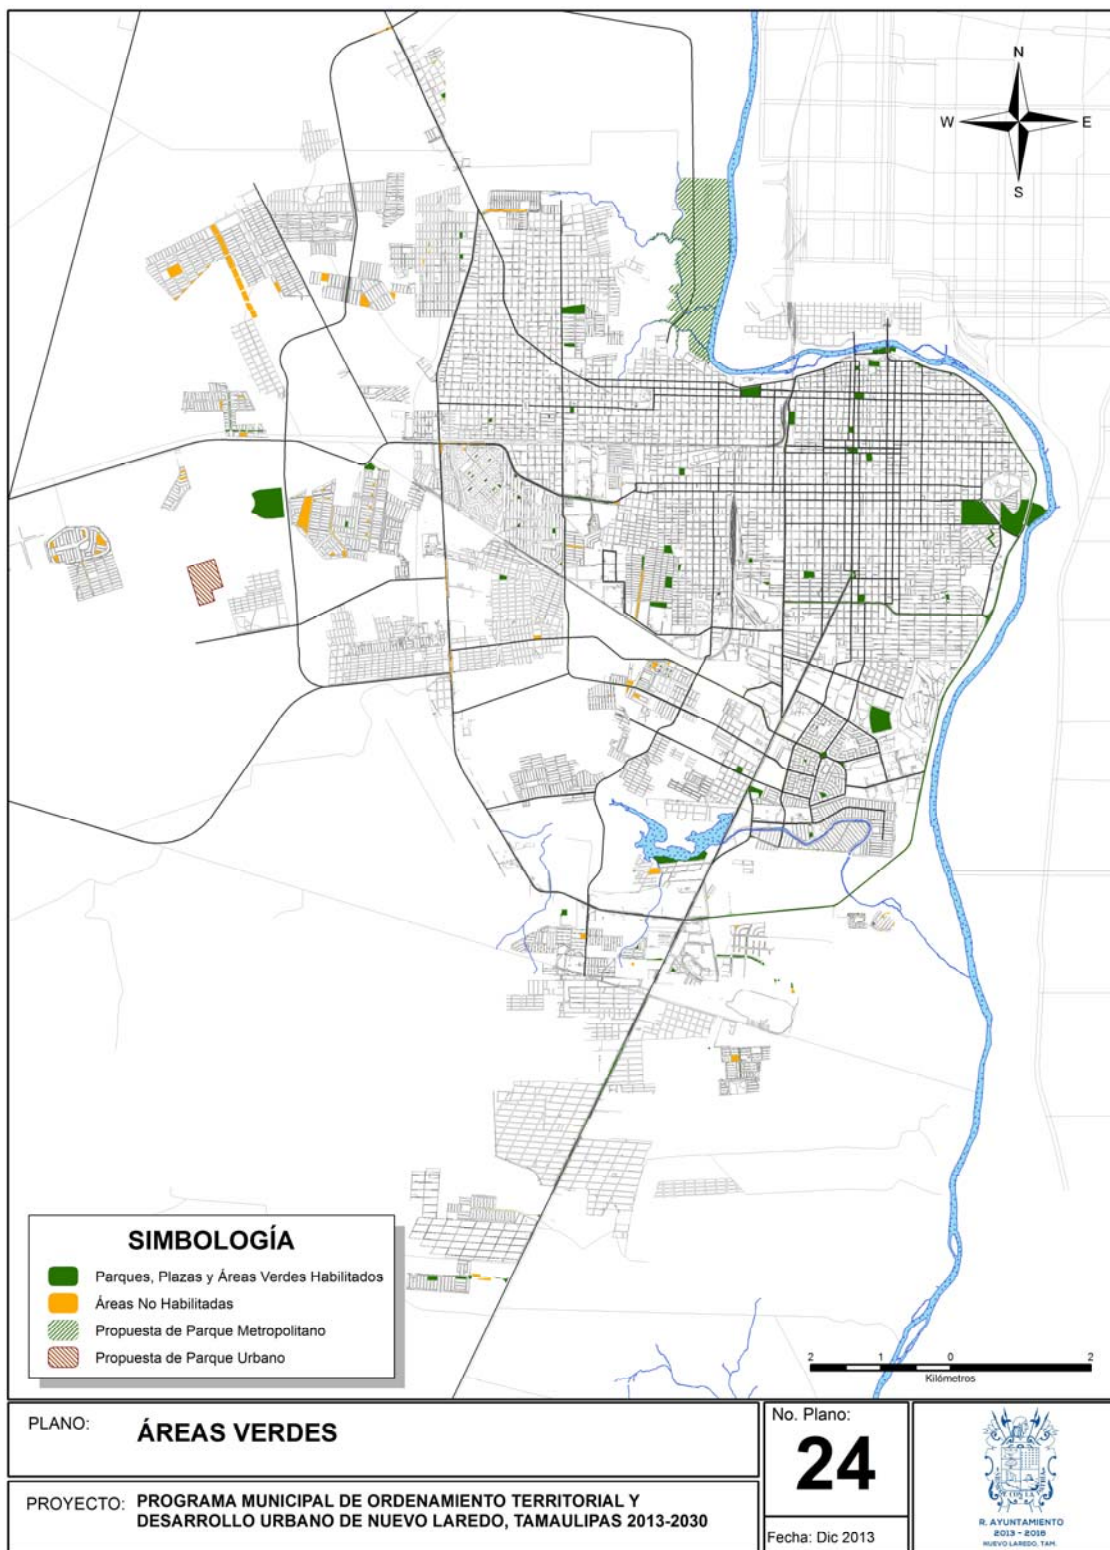 N
W
E
S
SIMBOLOGÍA
Parques, Plazas y Áreas Verdes Habilitados
Áreas No Habilitadas
Propuesta de Parque Metropolitano
Propuesta de Parque Urbano
2 1 0 2
Kilómetros
PLANO: ÁREAS VERDES
No. Plano:
24
Fecha: Dic 2013
PROYECTO: PROGRAMA MUNICIPAL DE ORDENAMIENTO TERRITORIAL Y
DESARROLLO URBANO DE NUEVO LAREDO, TAMAULIPAS 2013-2030
R. AYUNTAMIENTO
2013 - 2016
NUEVO LAREDO, TAM.